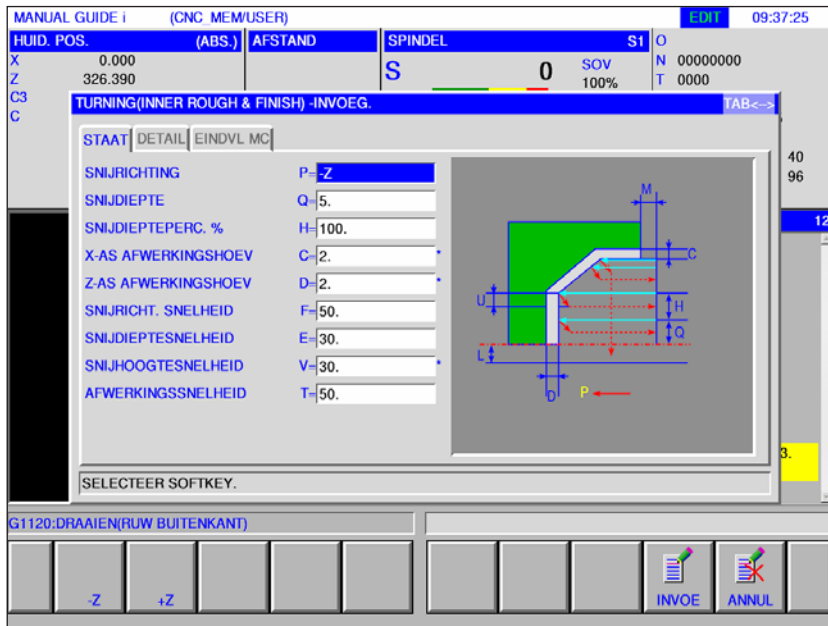 MANUAL GUIDE i (CNC_MEM/USER) EDIT 09:37:25
HUID. POS. (ABS.) AFSTAND SPINDEL S1 O
X 0.000 N 00000000
Z 326.390 S 0 SOV 100% T 0000
C3
C
TURNING(INNER ROUGH & FINISH) -INVOEG. TAB<-->
STAAT DETAIL EINDVL MC
SNIJRICHTING P= -Z
SNIJDIEPTE Q= 5.
SNIJDIEPTEPERC. % H= 100.
X-AS AFWERKINGSHOEV C= 2. *
Z-AS AFWERKINGSHOEV D= 2. *
SNIJRICHT. SNELHEID F= 50.
SNIJDIEPTESNELHEID E= 30.
SNIJHOOGTESNELHEID V= 30. *
AFWERKINGSSNELHEID T= 50.
M
C
U
H
Q
L
D
P
40
96
12
3.
SELECTEER SOFTKEY.
G1120:DRAAIEN(RUW BUITENKANT)
-Z +Z INVOE ANNUL